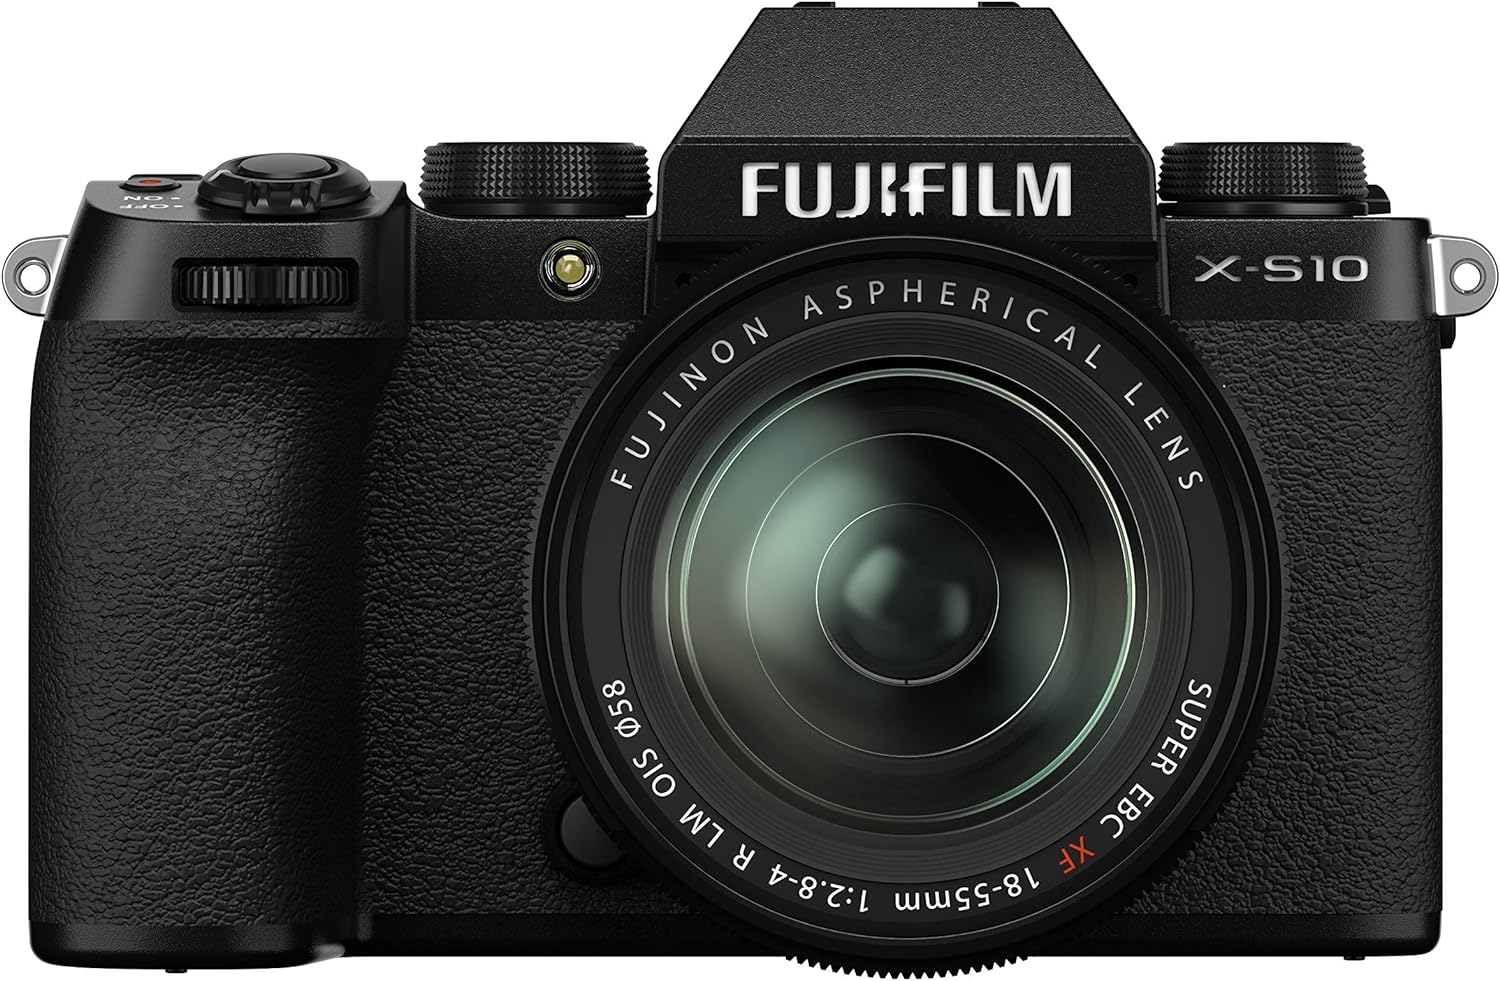 FUJIFILM
X-S10
ON
OFF
FUJINON ASPHERICAL LENS
SUPER EBC XF 18-55mm 1:2.8-4 R LM OIS Ø58